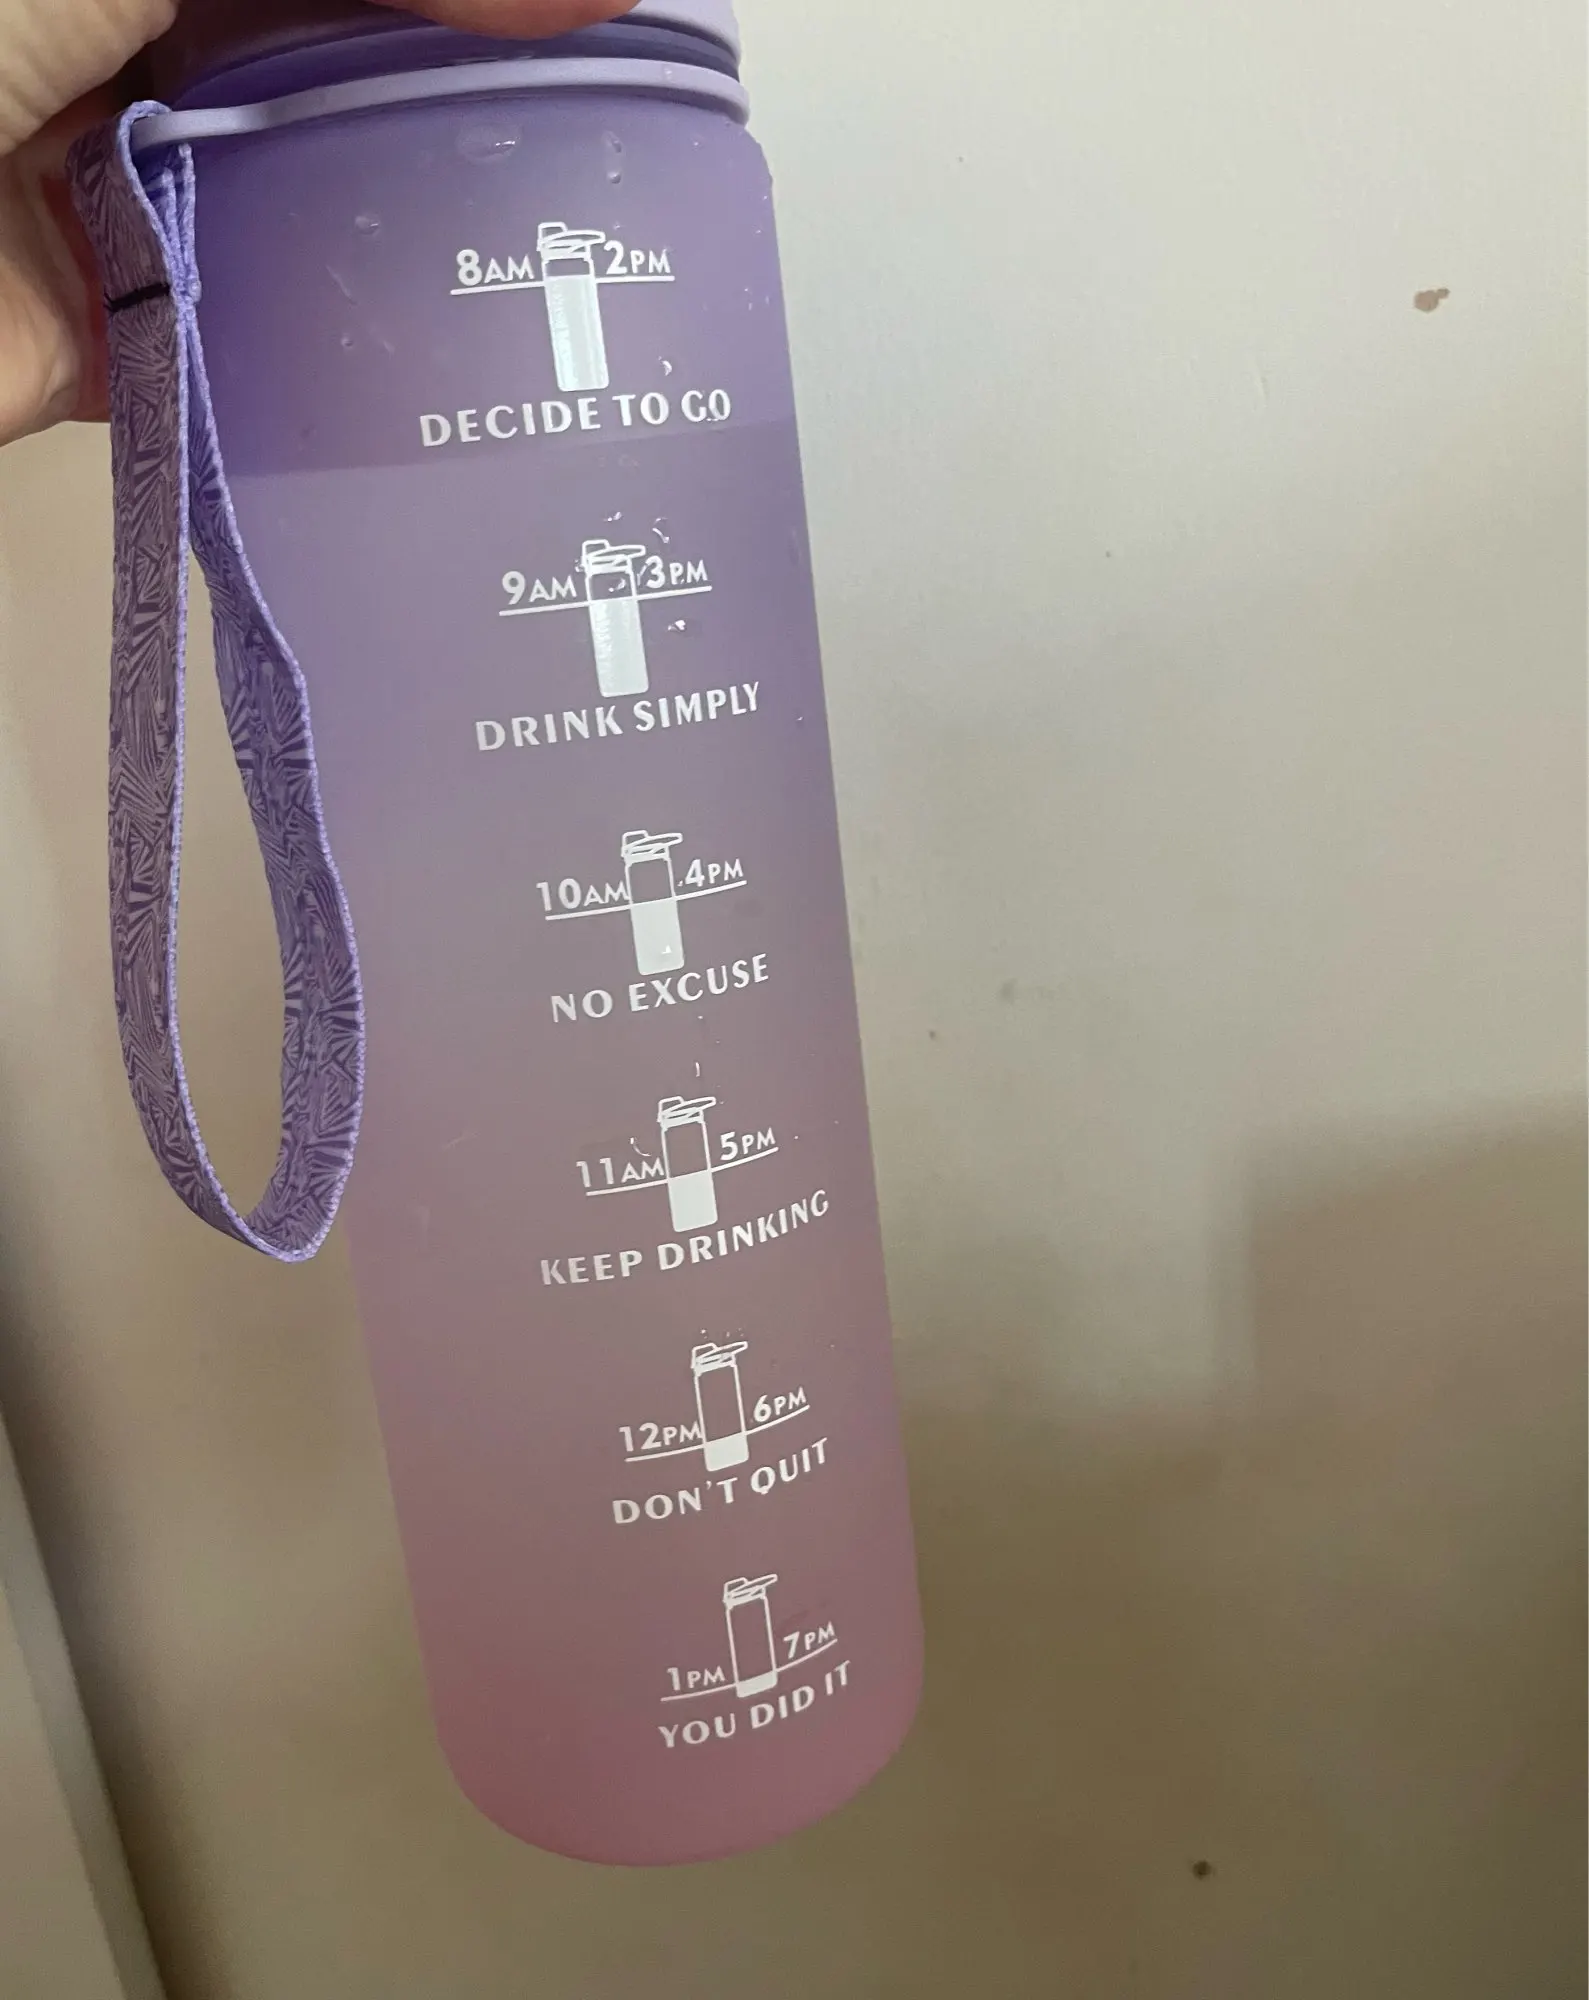 8AM 2PM
DECIDE TO GO
9AM 3PM
DRINK SIMPLY
10AM 4PM
NO EXCUSE
11AM 5PM
KEEP DRINKING
12PM 6PM
DON'T QUIT
1PM 7PM
YOU DID IT